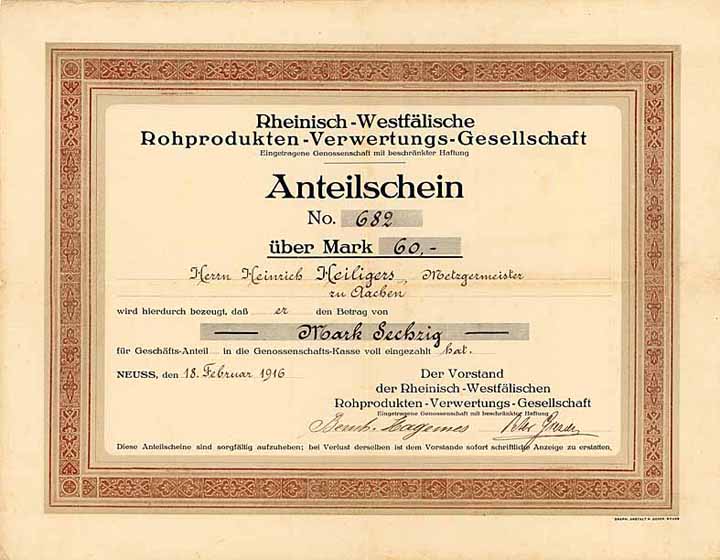 Rheinisch-Westfälische
Rohprodukten-Verwertungs-Gesellschaft
Eingetragene Genossenschaft mit beschränkter Haftung
Anteilschein
No. 682
über Mark 60,-
Herrn Heinrich Heiligers, Metzgermeister
zu Aachen
wird hierdurch bezeugt, daß er den Betrag von
Mark Sechzig
für Geschäfts-Anteil in die Genossenschafts-Kasse voll eingezahlt hat.
NEUSS, den 18. Februar 1916
Der Vorstand
der Rheinisch-Westfälischen
Rohprodukten-Verwertungs-Gesellschaft
Eingetragene Genossenschaft mit beschränkter Haftung
Diese Anteilscheine sind sorgfältig aufzuheben; bei Verlust derselben ist dem Vorstande sofort schriftliche Anzeige zu erstatten.
GRAPH. ANSTALT